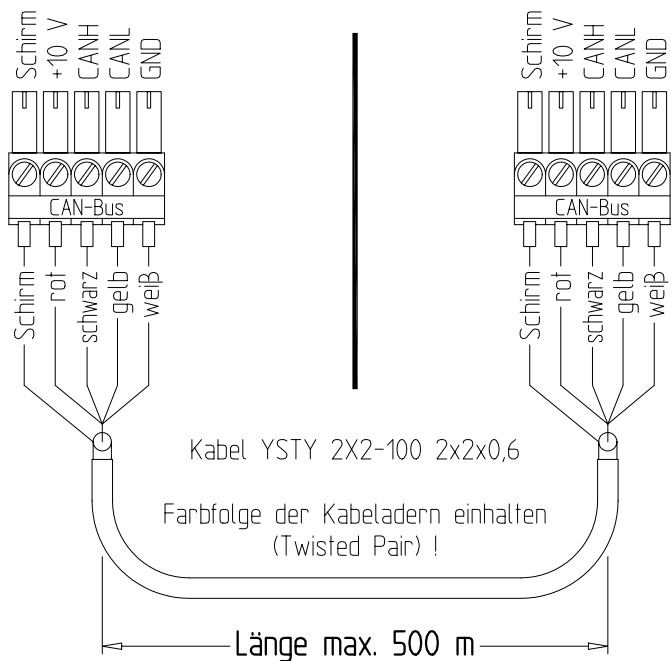 Schirm
+10 V
CANH
CANL
GND
CAN-Bus
Schirm
rot
schwarz
gelb
weiß
Schirm
+10 V
CANH
CANL
GND
CAN-Bus
Schirm
rot
schwarz
gelb
weiß
Kabel YSTY 2X2-100 2x2x0,6
Farbfolge der Kabeladern einhalten
(Twisted Pair) !
Länge max. 500 m